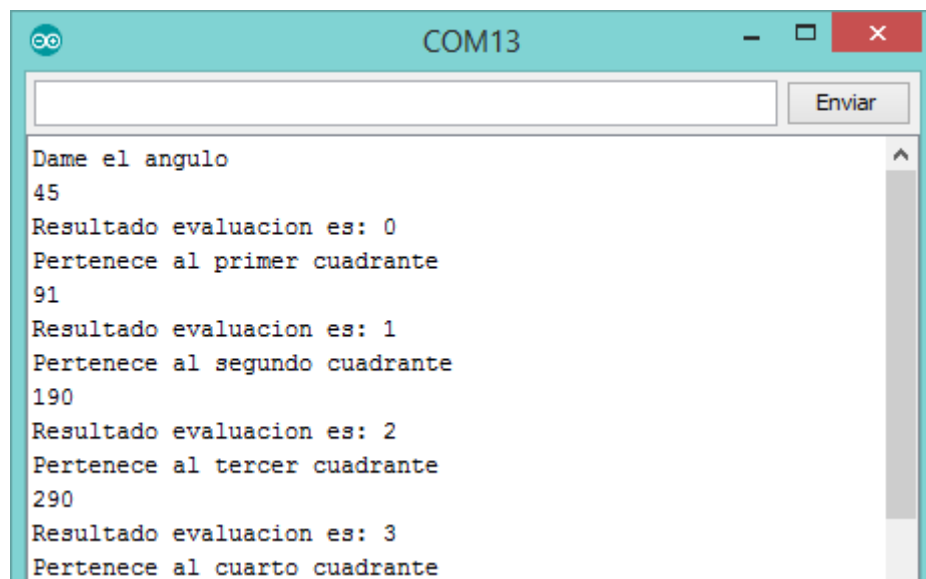 COM13
Enviar
Dame el angulo
45
Resultado evaluacion es: 0
Pertenece al primer cuadrante
91
Resultado evaluacion es: 1
Pertenece al segundo cuadrante
190
Resultado evaluacion es: 2
Pertenece al tercer cuadrante
290
Resultado evaluacion es: 3
Pertenece al cuarto cuadrante